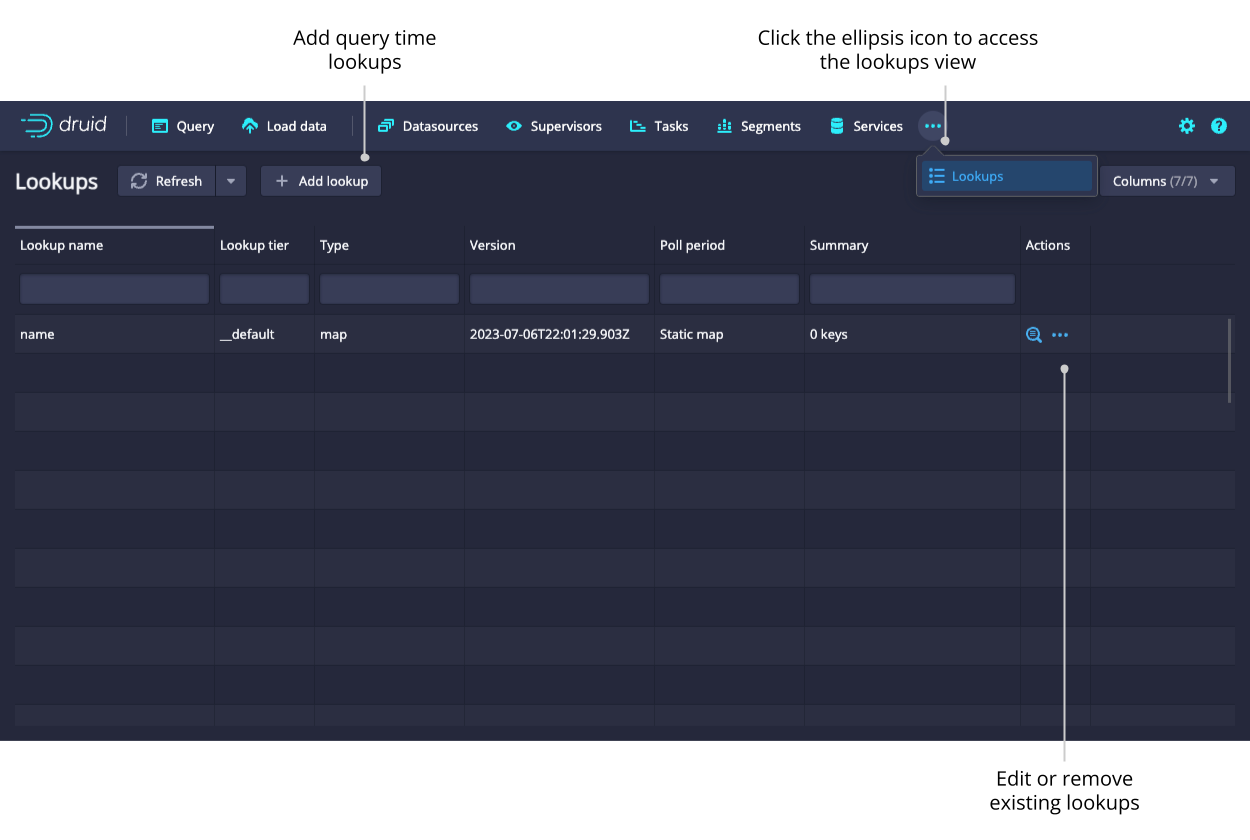 Add query time
lookups
Click the ellipsis icon to access
the lookups view
druid
Query
Load data
Datasources
Supervisors
Tasks
Segments
Services
Lookups
Refresh
Add lookup
Lookups
Columns (7/7)
Lookup name
Lookup tier
Type
Version
Poll period
Summary
Actions
name
__default
map
2023-07-06T22:01:29.903Z
Static map
0 keys
Edit or remove
existing lookups